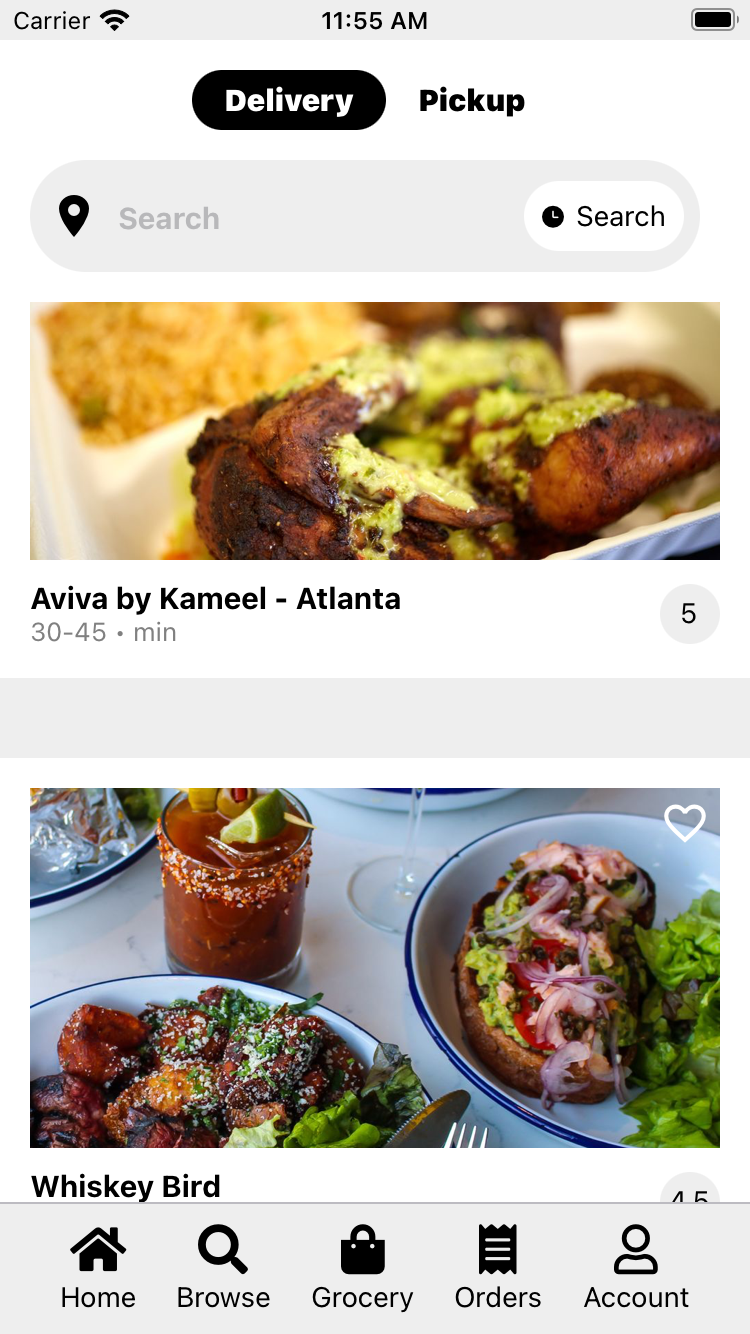 Carrier 11:55 AM
Delivery Pickup
Search Search
Aviva by Kameel - Atlanta
30-45 • min
5
Whiskey Bird
4.5
Home Browse Grocery Orders Account